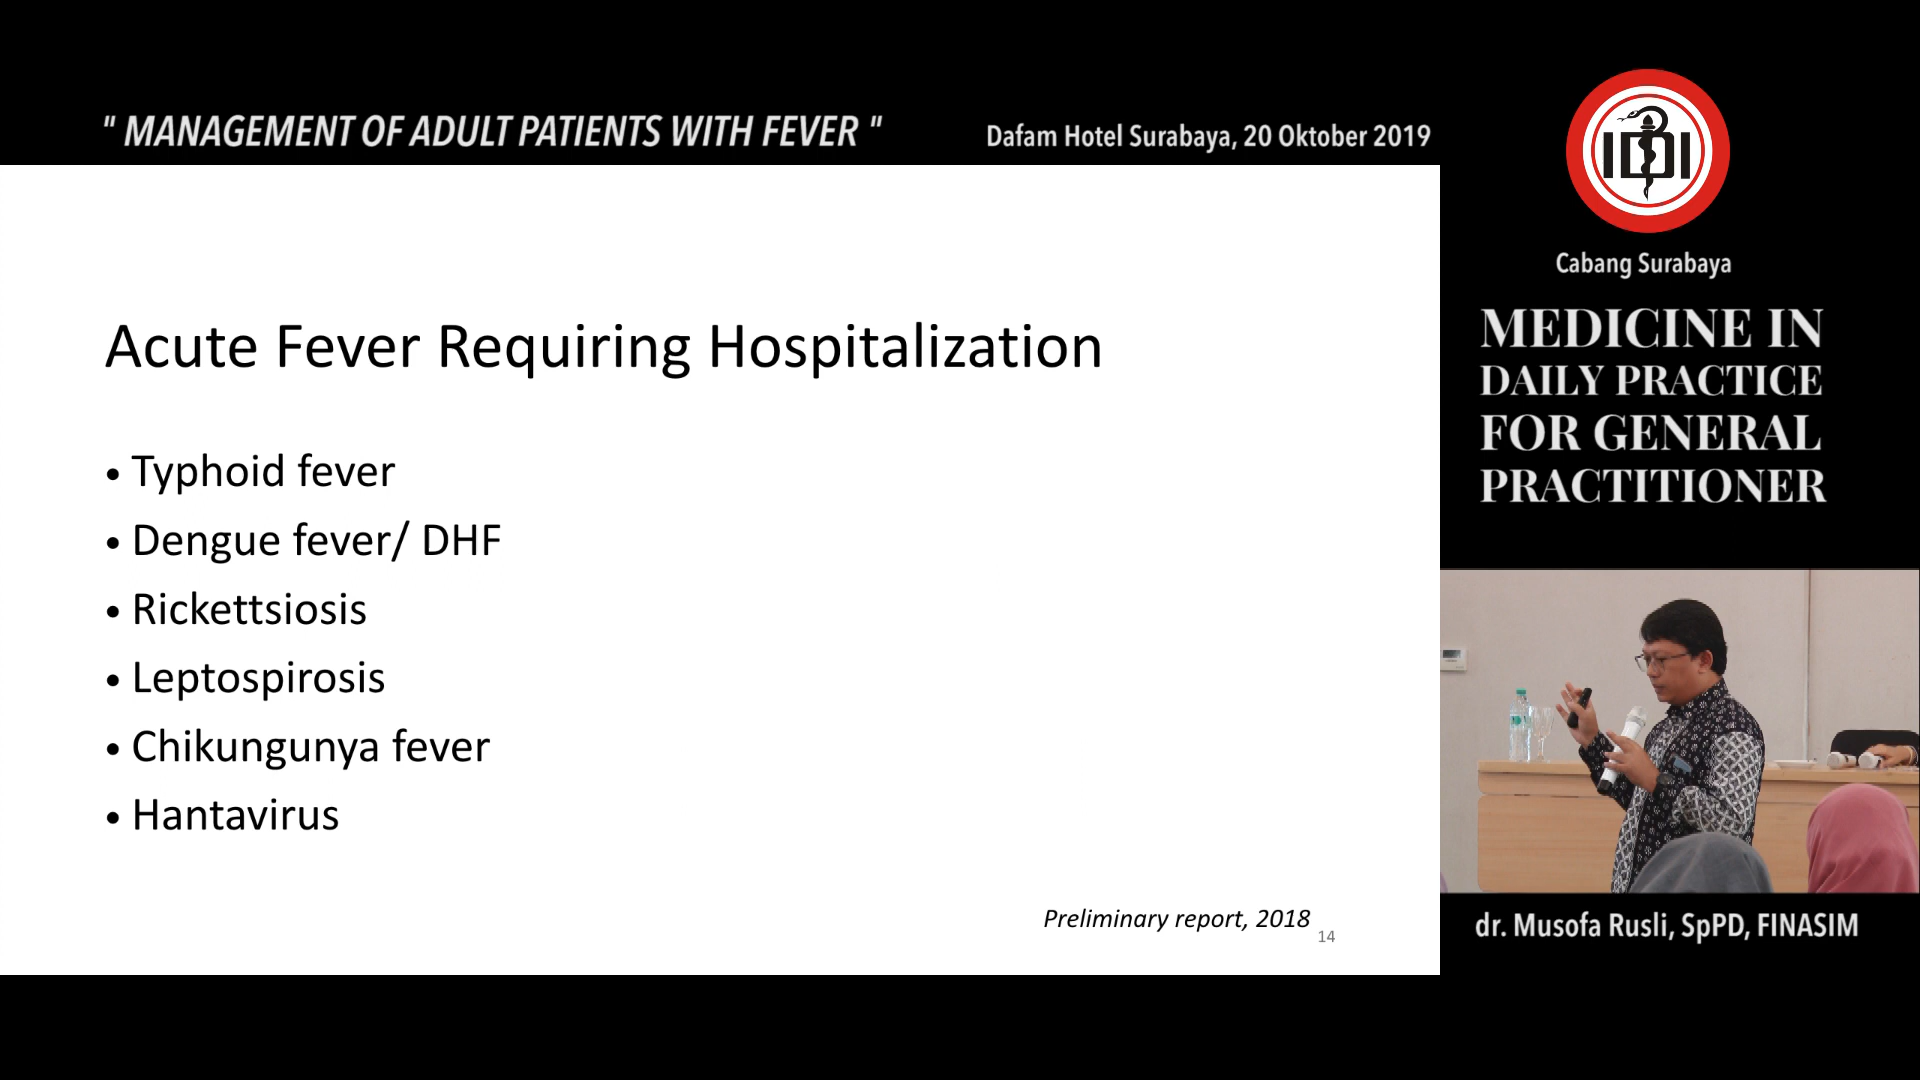 " MANAGEMENT OF ADULT PATIENTS WITH FEVER "
Dafam Hotel Surabaya, 20 Oktober 2019
IDI
Cabang Surabaya
MEDICINE IN
DAILY PRACTICE
FOR GENERAL
PRACTITIONER
Acute Fever Requiring Hospitalization
• Typhoid fever
• Dengue fever/ DHF
• Rickettsiosis
• Leptospirosis
• Chikungunya fever
• Hantavirus
Preliminary report, 2018
14
dr. Musofa Rusli, SpPD, FINASIM